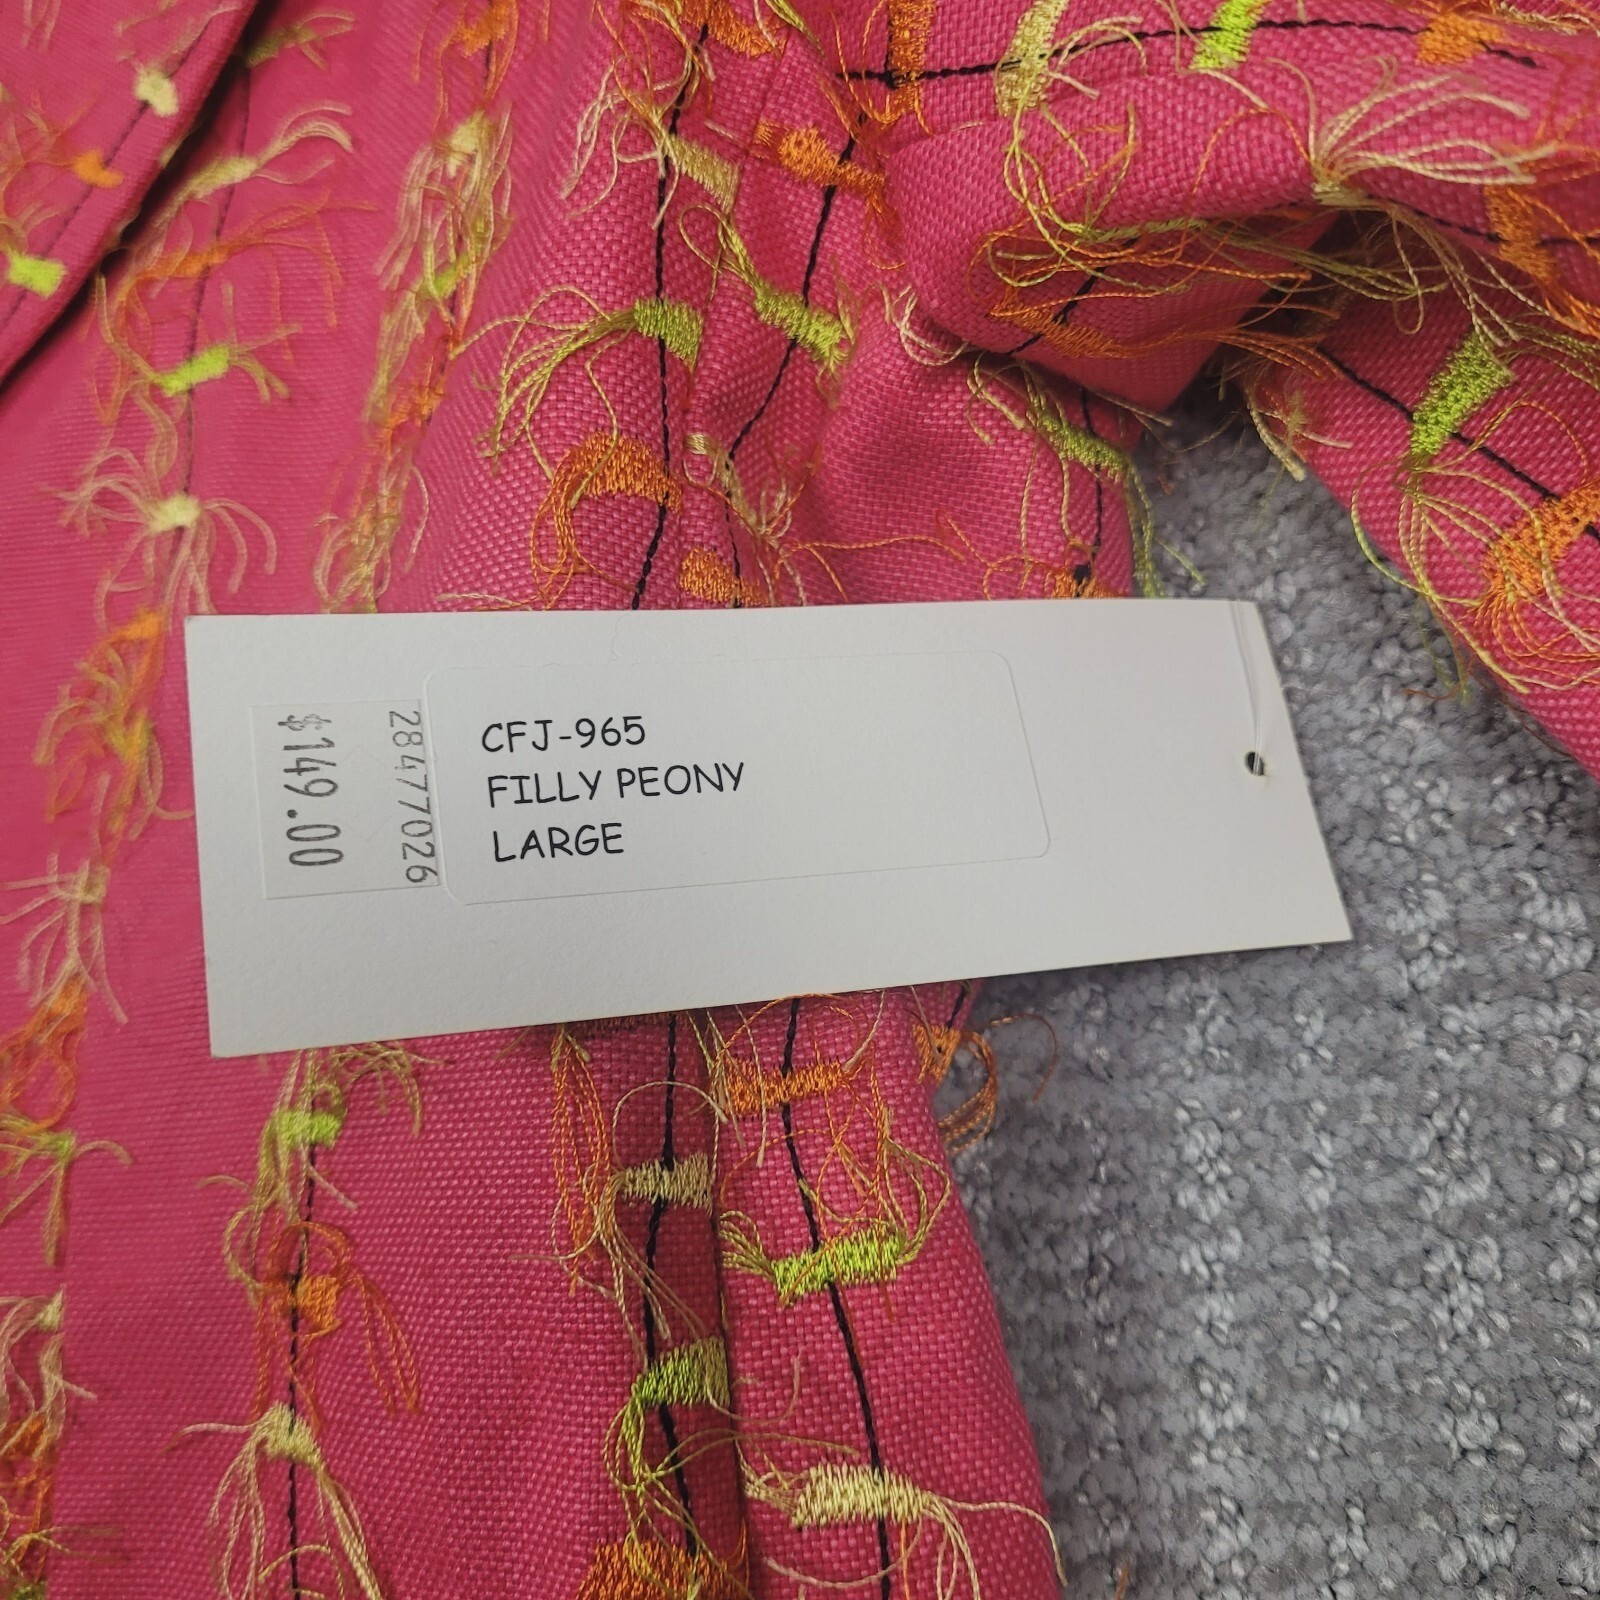 CFJ-965
FILLY PEONY
LARGE
28477026
$149.00